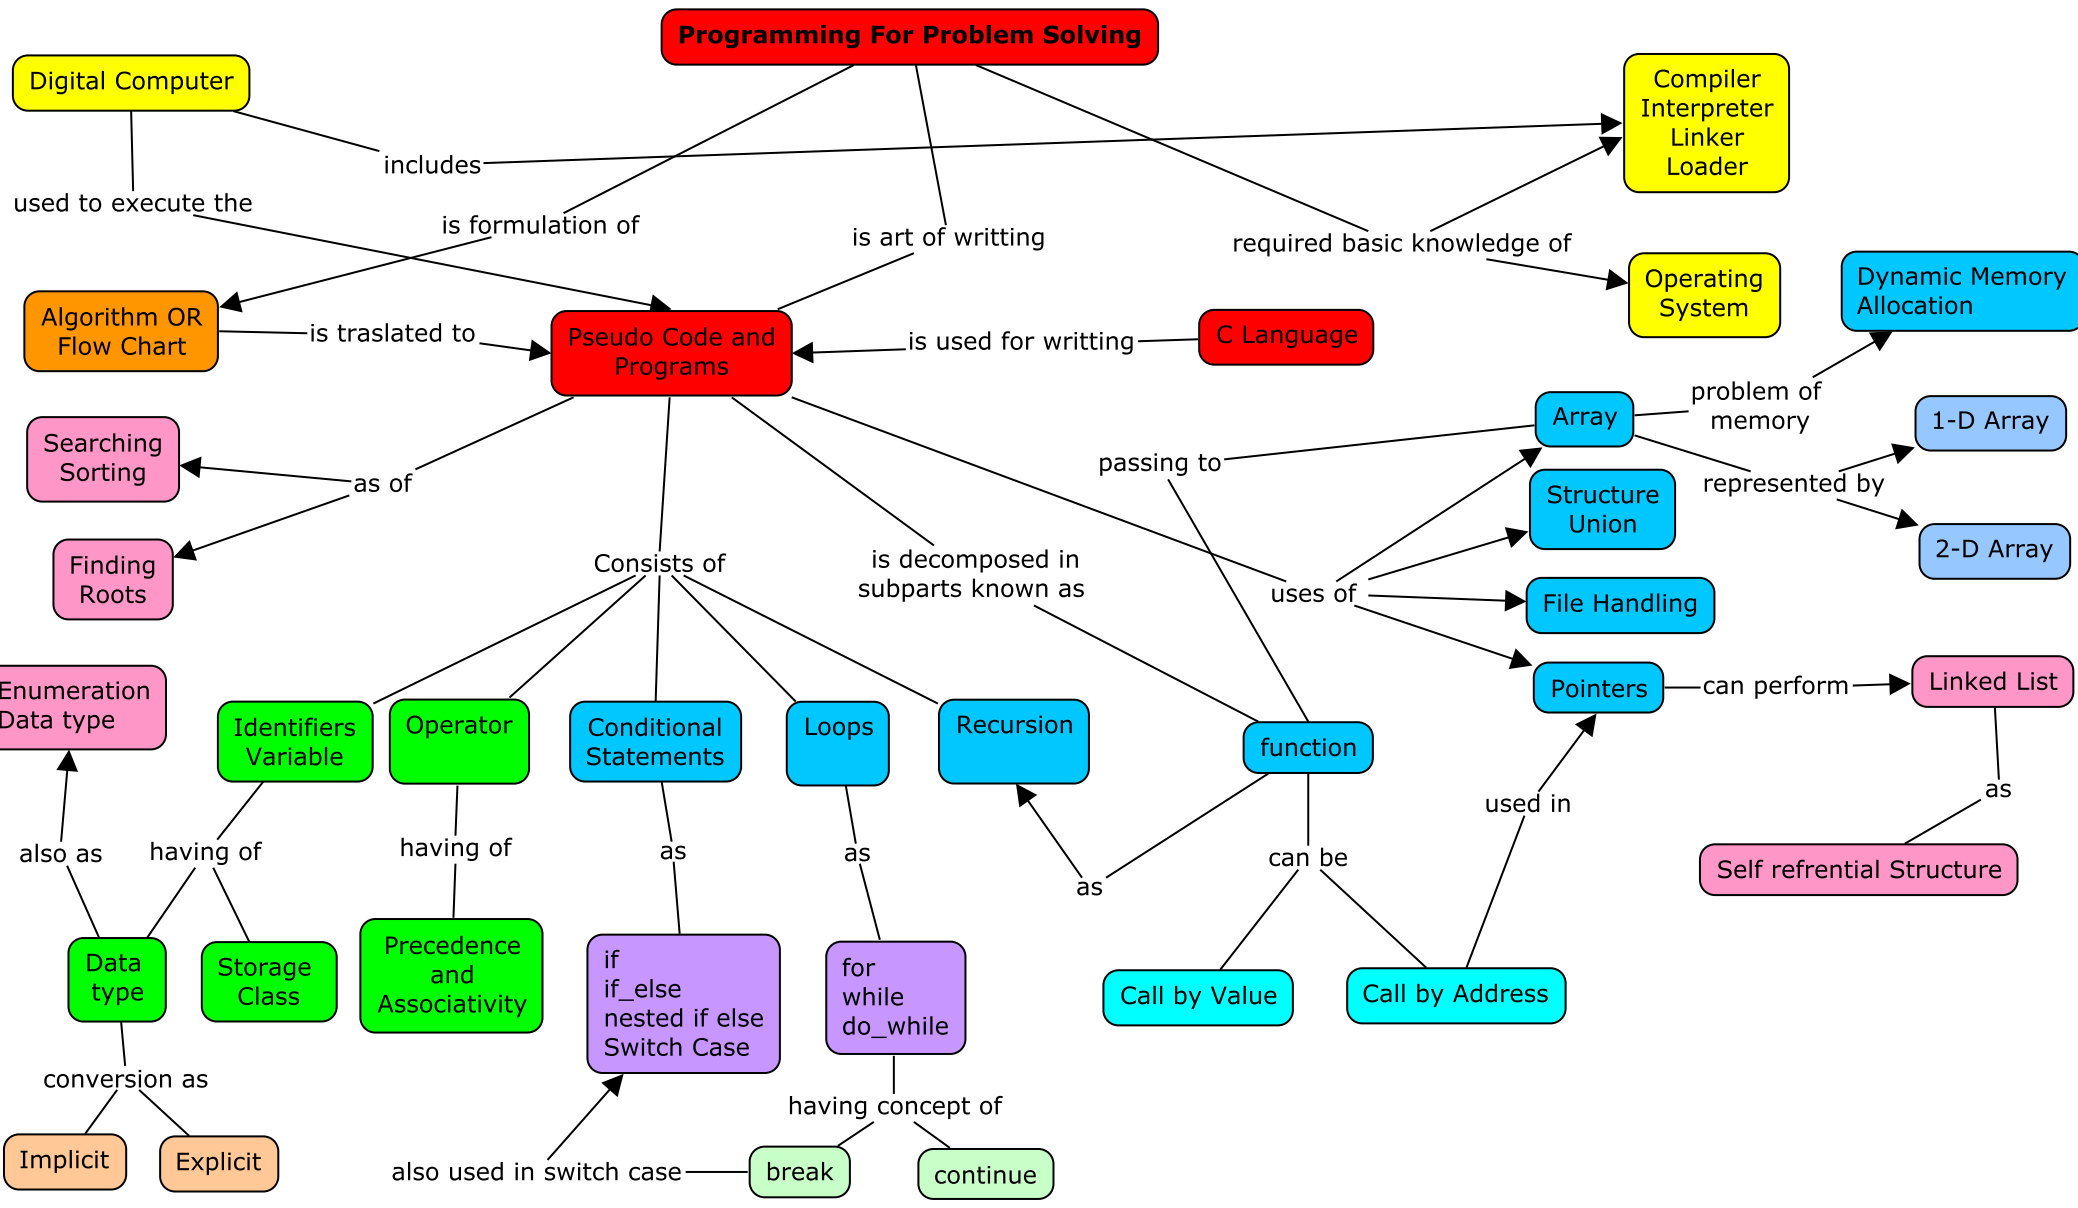 Programming For Problem Solving
Digital Computer
Compiler
Interpreter
Linker
Loader
includes
used to execute the
is formulation of
is art of writting
required basic knowledge of
Operating
System
Dynamic Memory
Allocation
Algorithm OR
Flow Chart
is traslated to
Pseudo Code and
Programs
is used for writting
C Language
Array
problem of
memory
1-D Array
Searching
Sorting
as of
passing to
represented by
Structure
Union
2-D Array
Finding
Roots
Consists of
is decomposed in
subparts known as
uses of
File Handling
Enumeration
Data type
Identifiers
Variable
Operator
Conditional
Statements
Loops
Recursion
function
Pointers
can perform
Linked List
also as
having of
having of
as
as
as
can be
used in
as
Self refrential Structure
Data
type
Storage
Class
Precedence
and
Associativity
if
if_else
nested if else
Switch Case
for
while
do_while
Call by Value
Call by Address
conversion as
having concept of
Implicit
Explicit
also used in switch case
break
continue